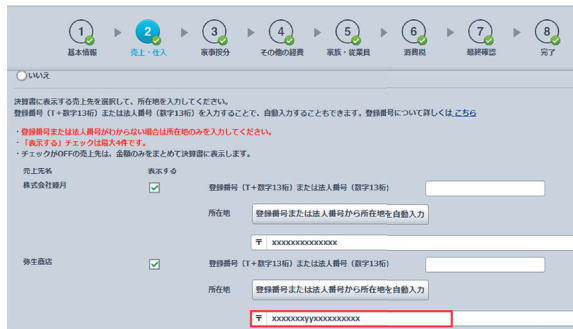 1 2 3 4 5 6 7 8
基本情報 売上・仕入 家事按分 その他の経費 家族・従業員 消費税 最終確認 完了
いいえ
決算書に表示する売上先を選択して、所在地を入力してください。
登録番号（T+数字13桁）または法人番号（数字13桁）を入力することで、自動入力することもできます。登録番号について詳しくは こちら
・登録番号または法人番号がわからない場合は所在地のみを入力してください。
・「表示する」チェックは最大4件です。
・チェックがOFFの売上先は、金額のみをまとめて決算書に表示します。
売上先名 表示する
株式会社睦月 登録番号（T+数字13桁）または法人番号（数字13桁）
所在地 登録番号または法人番号から所在地を自動入力
〒 xxxxxxxxxxxxxx
弥生商店 登録番号（T+数字13桁）または法人番号（数字13桁）
所在地 登録番号または法人番号から所在地を自動入力
〒 xxxxxxxyyxxxxxxxxxx